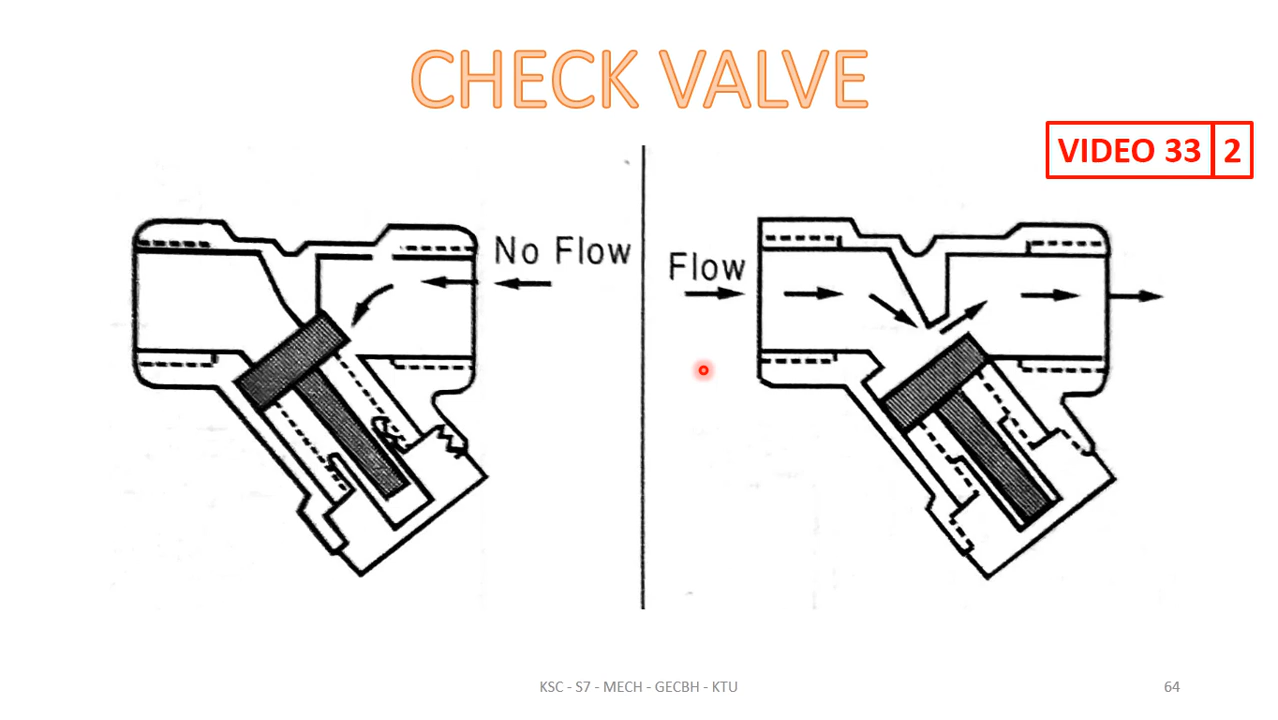 CHECK VALVE
VIDEO 33 2
No Flow
Flow
KSC - S7 - MECH - GECBH - KTU
64